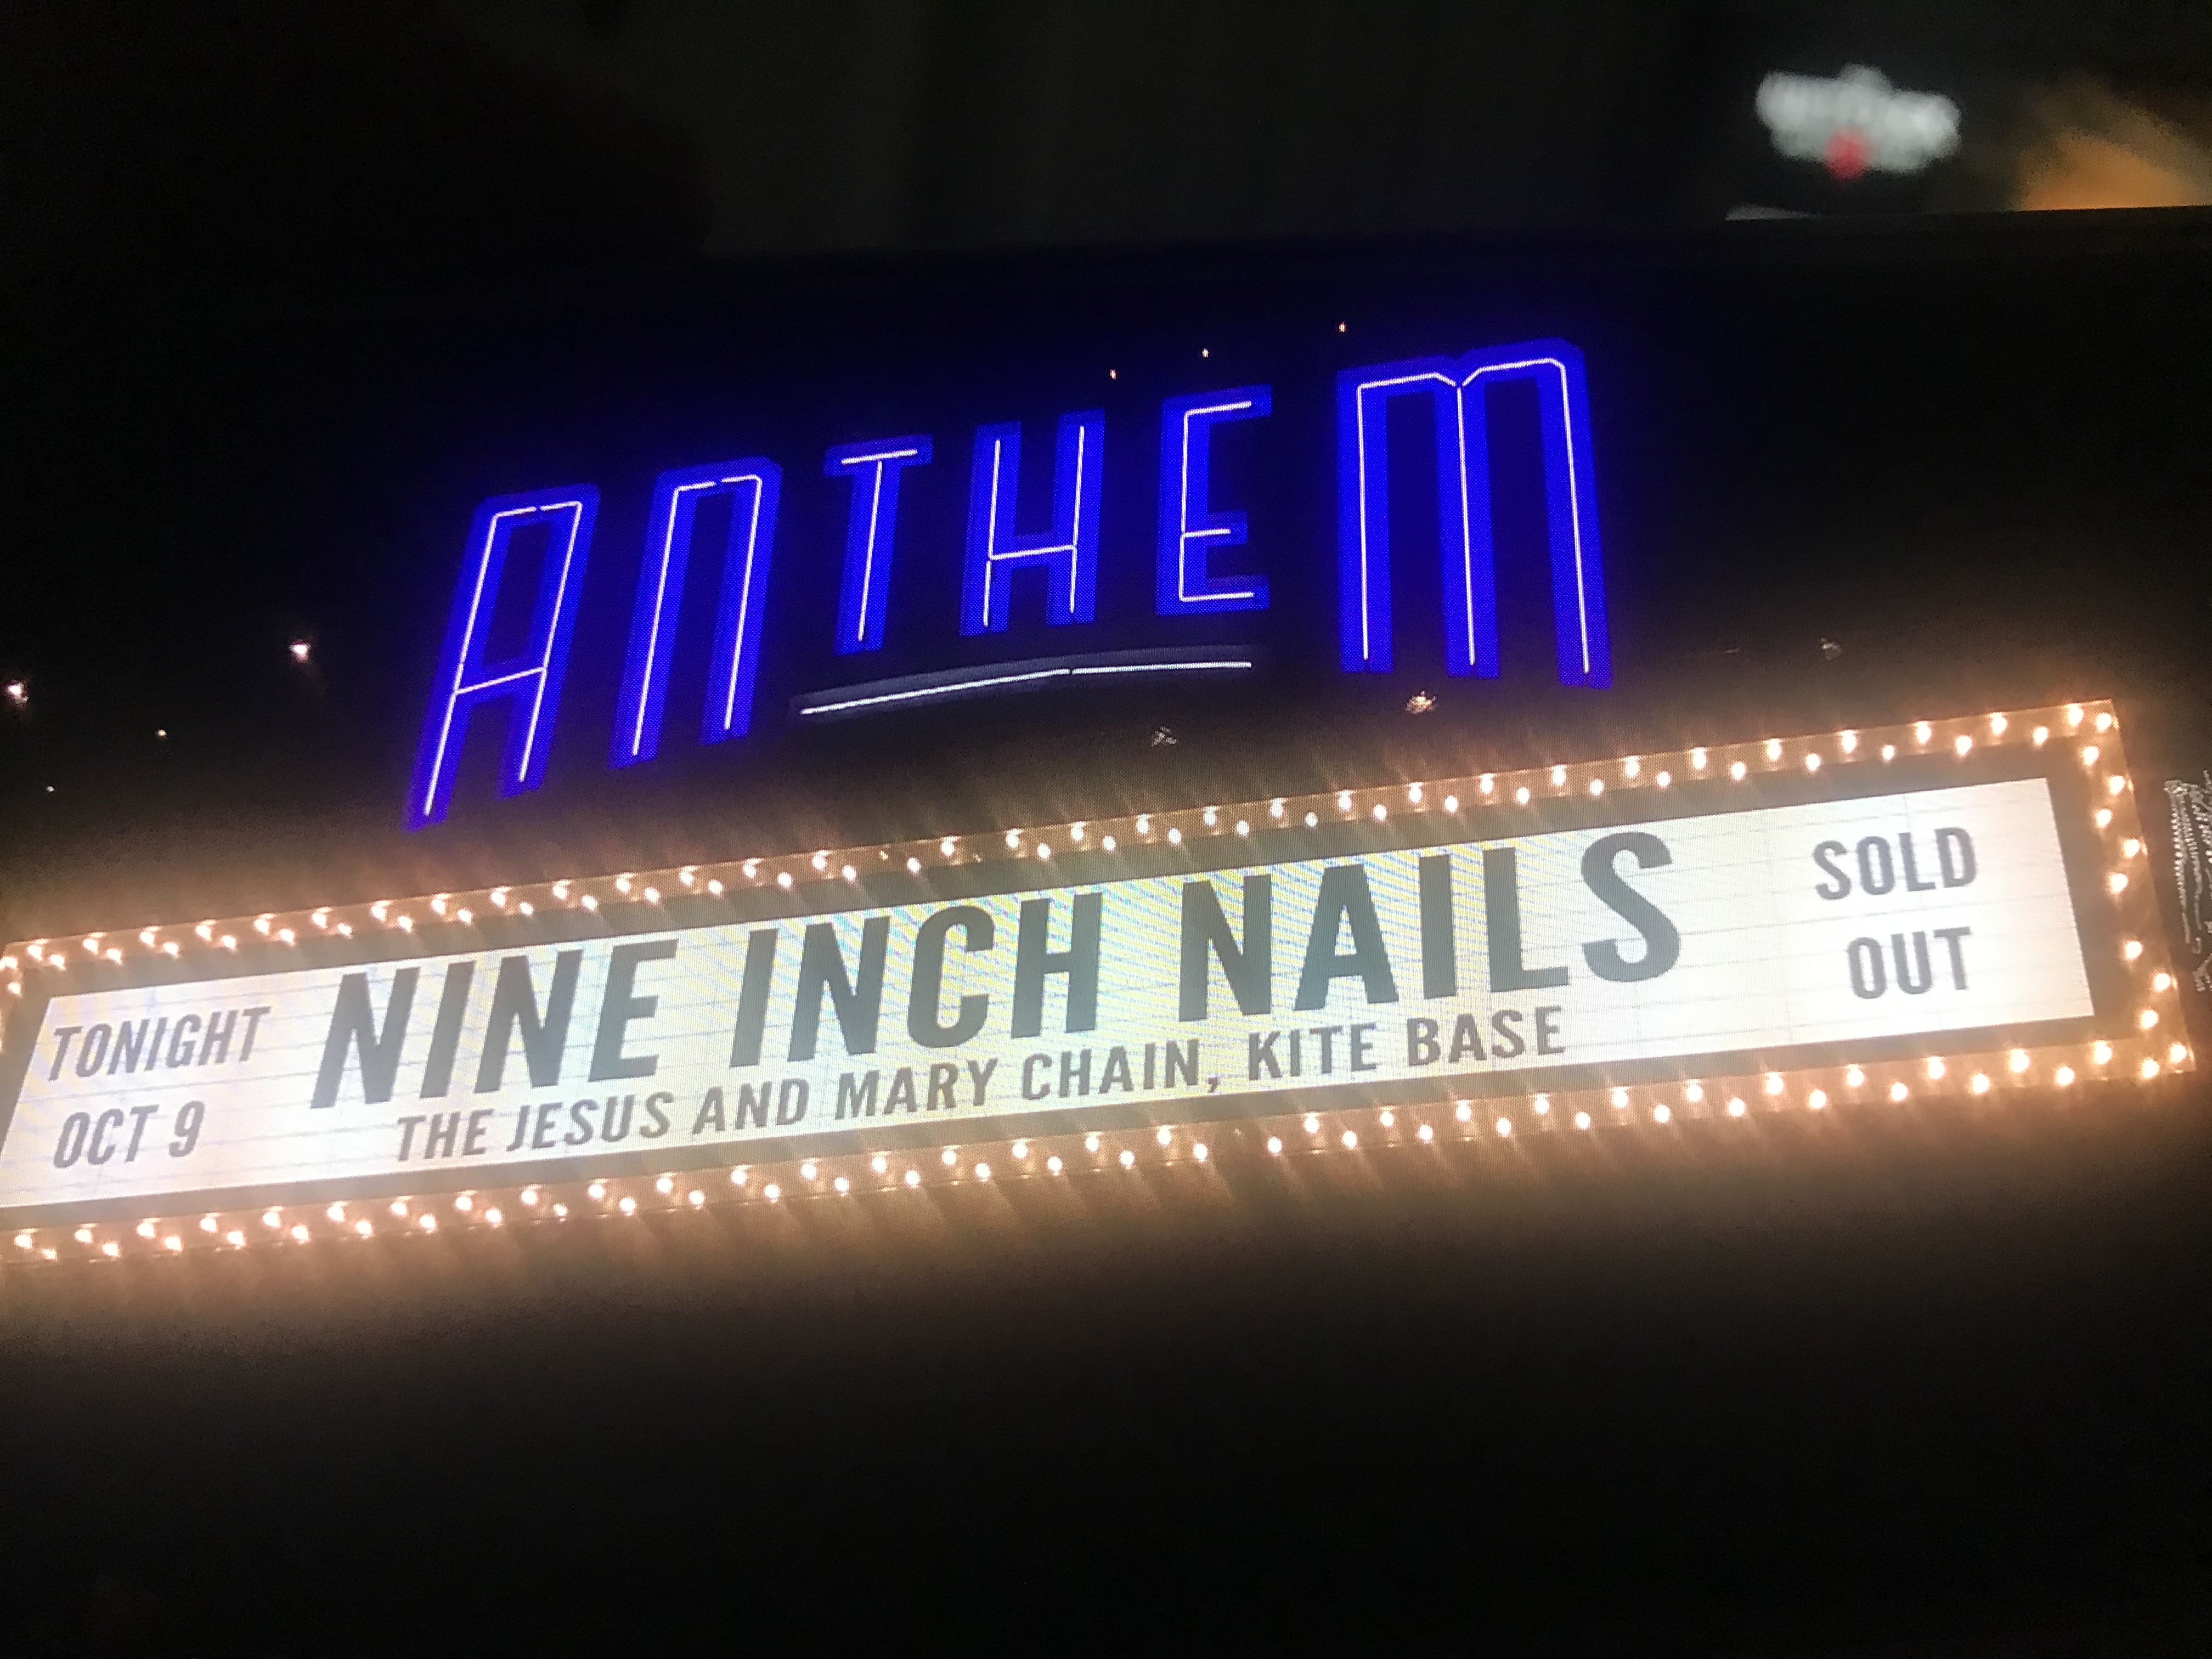 ANTHEM
TONIGHT
OCT 9
NINE INCH NAILS
THE JESUS AND MARY CHAIN, KITE BASE
SOLD
OUT